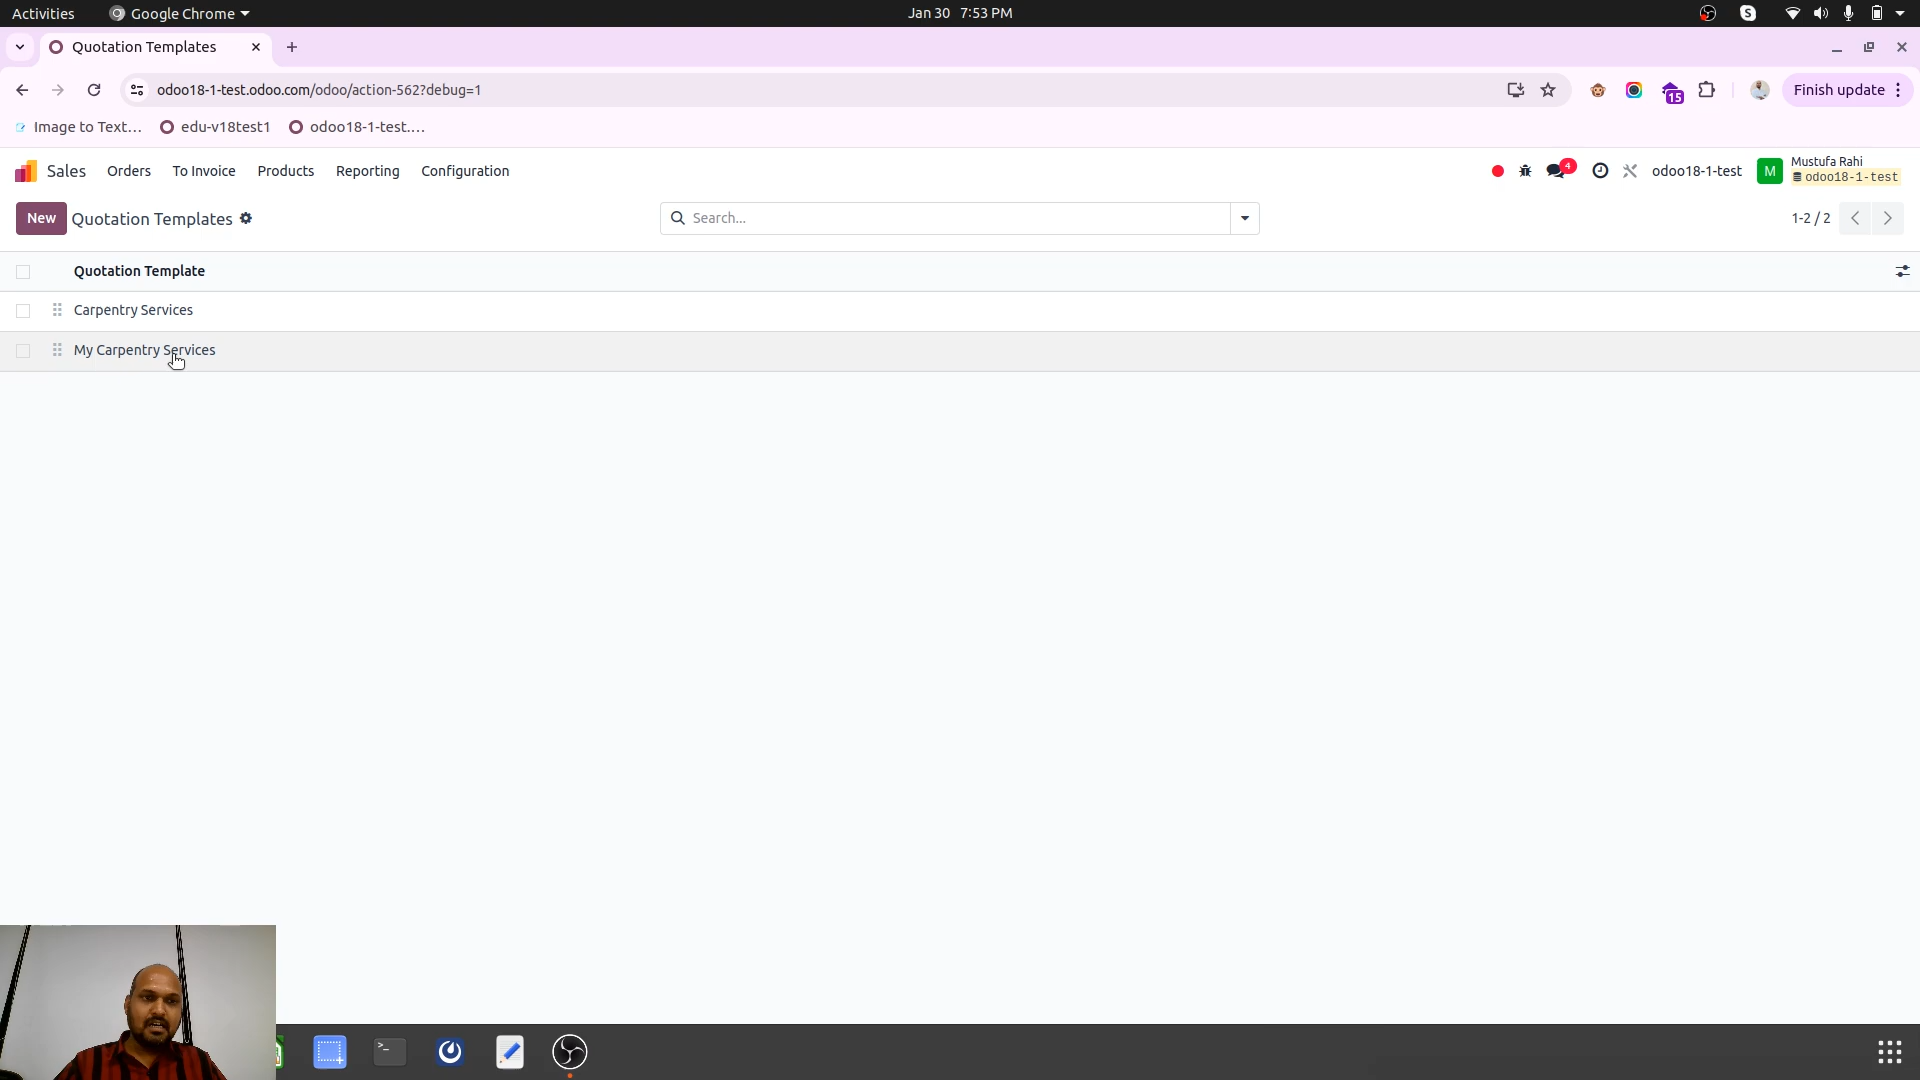 Activities Google Chrome Jan 30 7:53 PM S
Quotation Templates
odoo18-1-test.odoo.com/odoo/action-562?debug=1 15 Finish update
Image to Text... edu-v18test1 odoo18-1-test....
Sales Orders To Invoice Products Reporting Configuration 4 odoo18-1-test M Mustufa Rahi
odoo18-1-test
New Quotation Templates Search... 1-2 / 2
Quotation Template
Carpentry Services
My Carpentry Services
>_